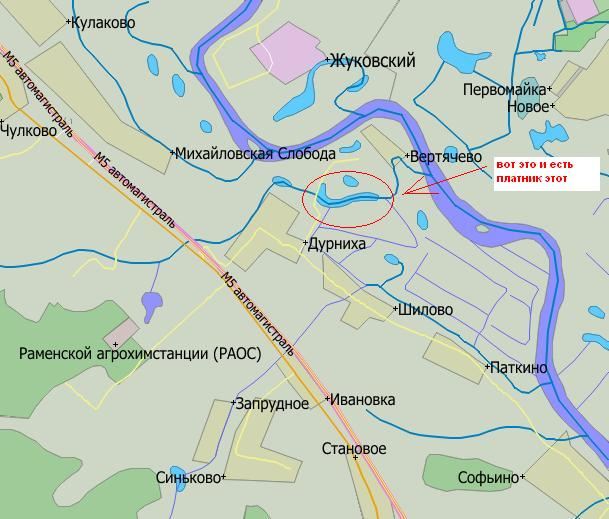 Кулаково
М5 автомагистраль
Жуковский
Первомайка
Новое
Чулково
М5 автомагистраль
Михайловская Слобода
Вертячево
вот это и есть
платник этот
Дурниха
М5 автомагистраль
Шилово
Раменской агрохимстанции (РАОС)
Паткино
Запрудное
Ивановка
Становое
Синьково
Софьино